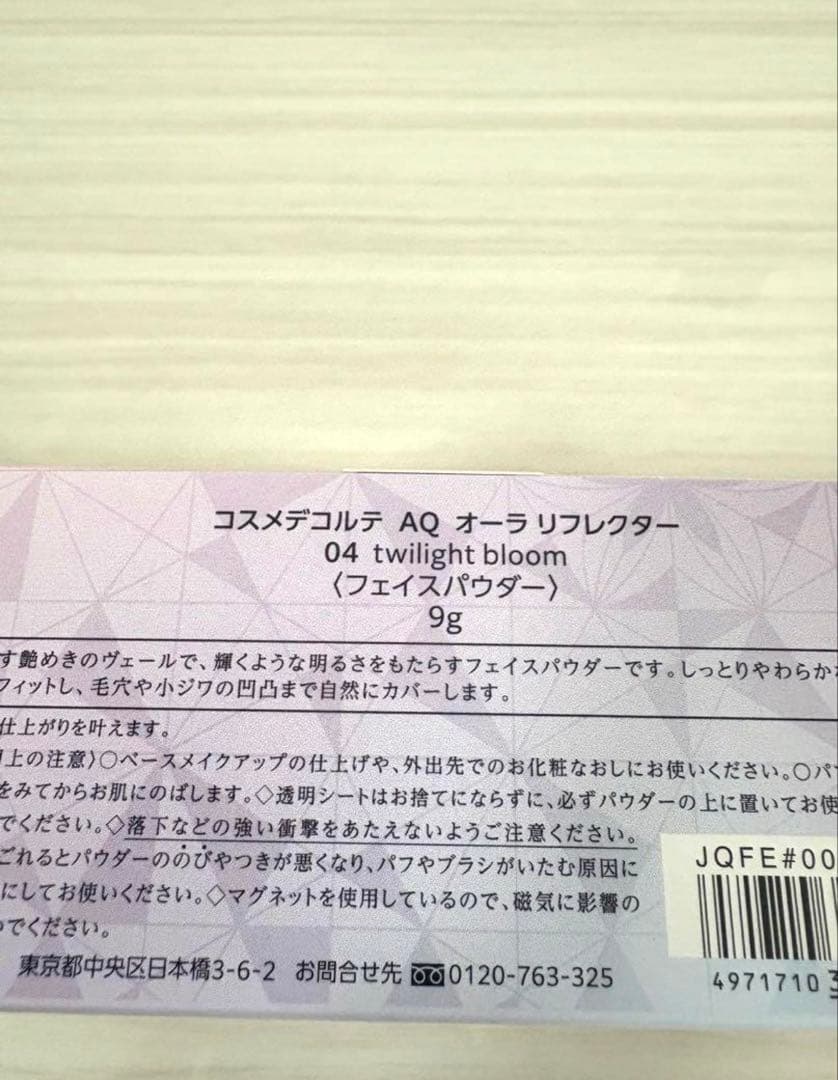 コスメデコルテ AQ オーラ リフレクター
04 twilight bloom
〈フェイスパウダー〉
9g
す艶めきのヴェールで、輝くような明るさをもたらすフェイスパウダーです。しっとりやわらか
フィットし、毛穴や小ジワの凹凸まで自然にカバーします。
仕上がりを叶えます。
上の注意〉○ベースメイクアップの仕上げや、外出先でのお化粧なおしにお使いください。○パ
をみてからお肌にのばします。◇透明シートはお捨てにならずに、必ずパウダーの上に置いてお使
でください。◇落下などの強い衝撃をあたえないようご注意ください。
ごれるとパウダーののびやつきが悪くなり、パフやブラシがいたむ原因に
にしてお使いください。◇マグネットを使用しているので、磁気に影響の
でください。
JQFE#00
東京都中央区日本橋3-6-2 お問合せ先 0120-763-325
4971710 3